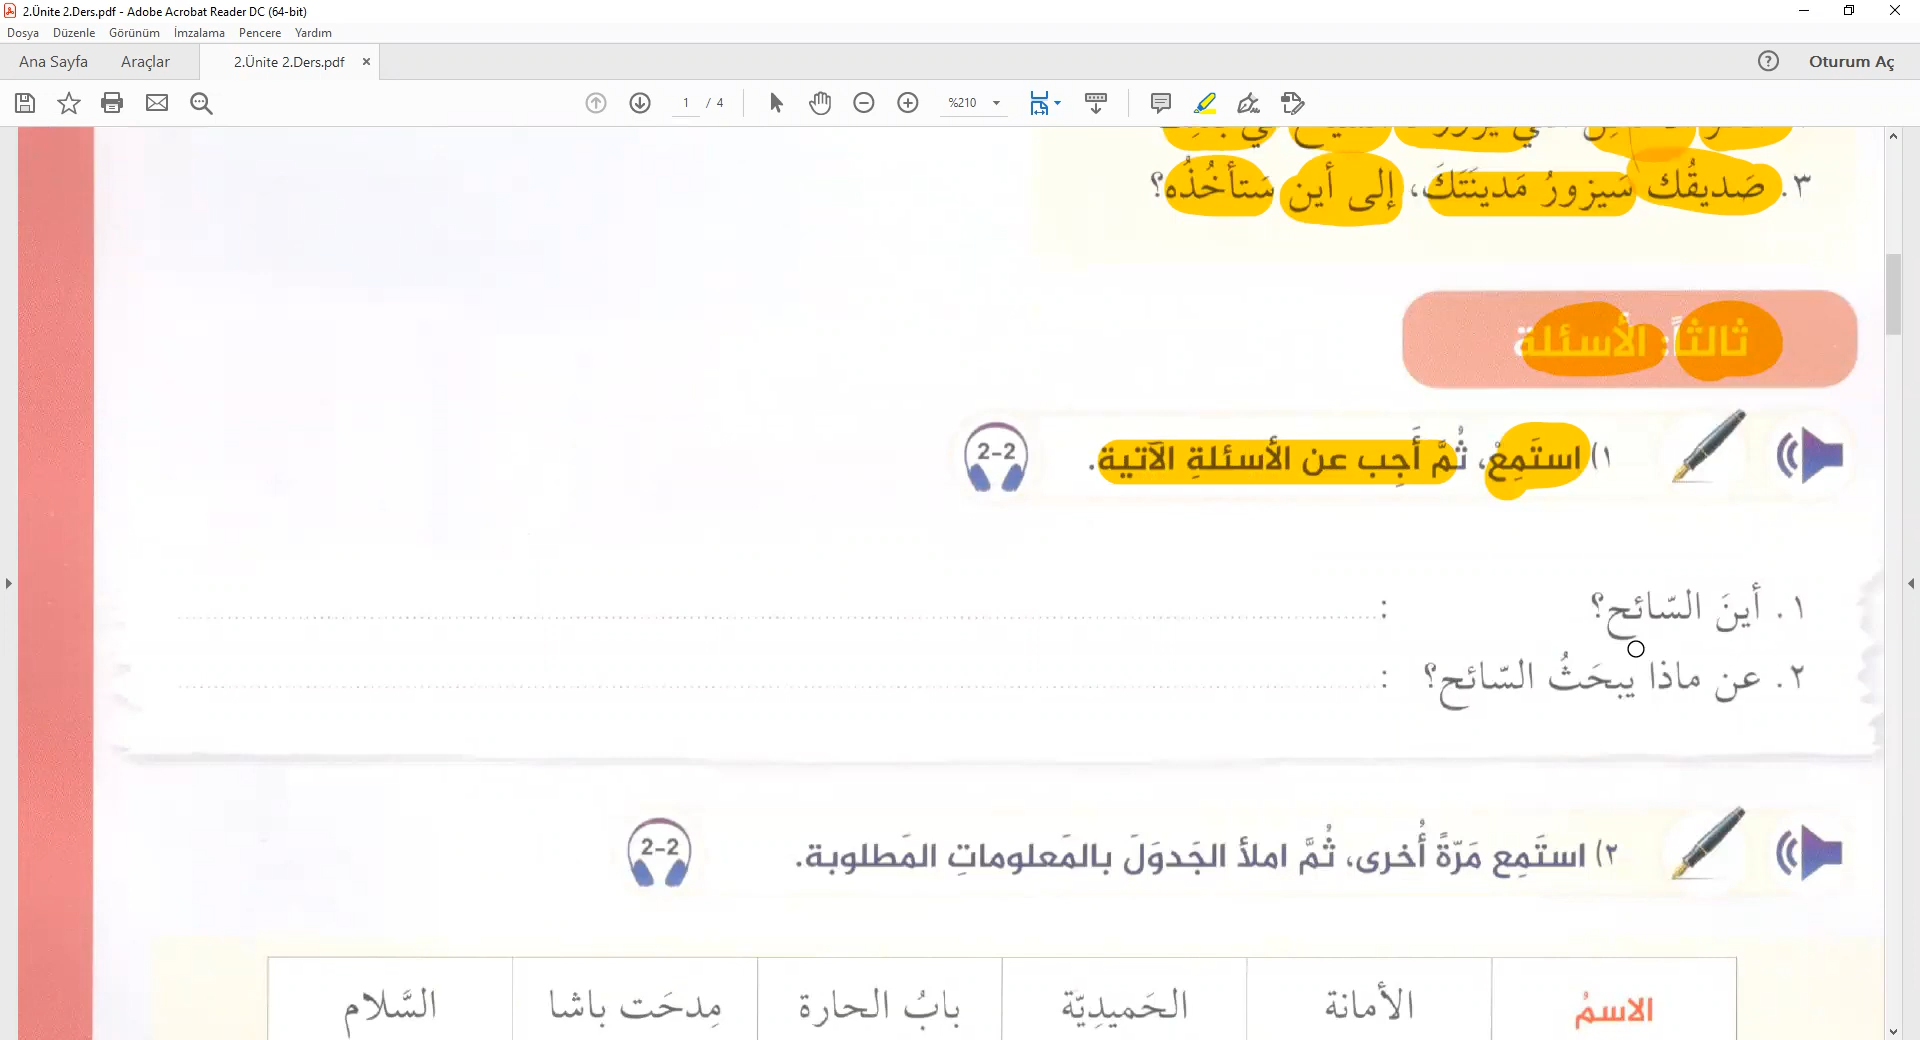 2.Ünite 2.Ders.pdf - Adobe Acrobat Reader DC (64-bit)
Dosya Düzenle Görünüm İmzalama Pencere Yardım
Ana Sayfa Araçlar 2.Ünite 2.Ders.pdf × ? Oturum Aç
1 / 4 %210
٣. صَديقُك سَيزورُ مَدينَتَكَ، إلى أين سَتأخُذُه؟
ثالثاً: الأسئلة
١) استَمِعْ، ثُمَّ أَجِب عن الأسئلةِ الآتية.
2-2
١. أينَ السّائح؟ :
٢. عن ماذا يبحَثُ السّائح؟ :
٢) استَمِع مَرّةً أُخرى، ثُمَّ املأ الجَدوَلَ بالمَعلوماتِ المَطلوبة.
2-2
الاسمُ الأمانة الحَميدِيّة بابُ الحارة مِدحَت باشا السَّلام